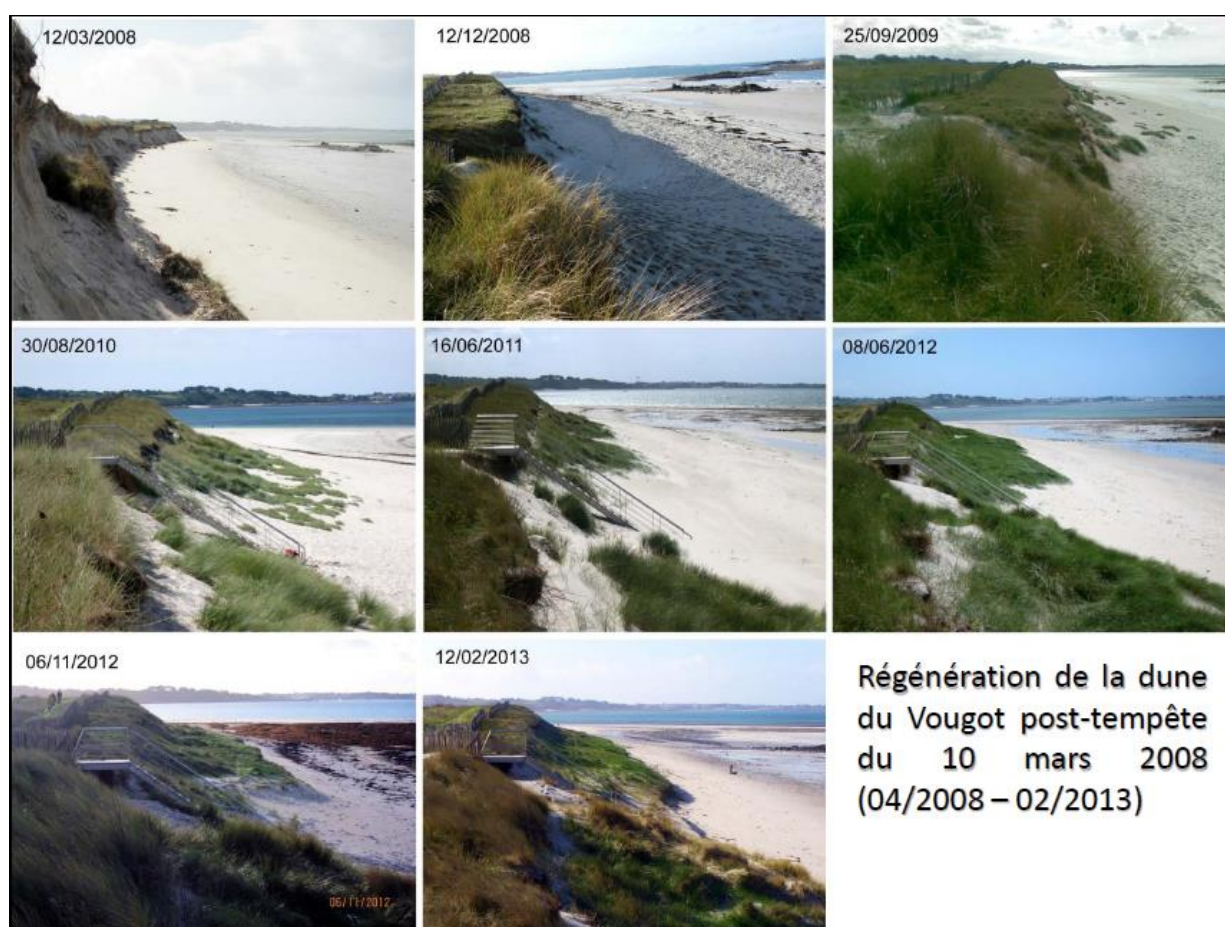 12/03/2008
12/12/2008
25/09/2009
30/08/2010
16/06/2011
08/06/2012
06/11/2012
06/11/2012
12/02/2013
Régénération de la dune
du Vougot post-tempête
du 10 mars 2008
(04/2008 – 02/2013)